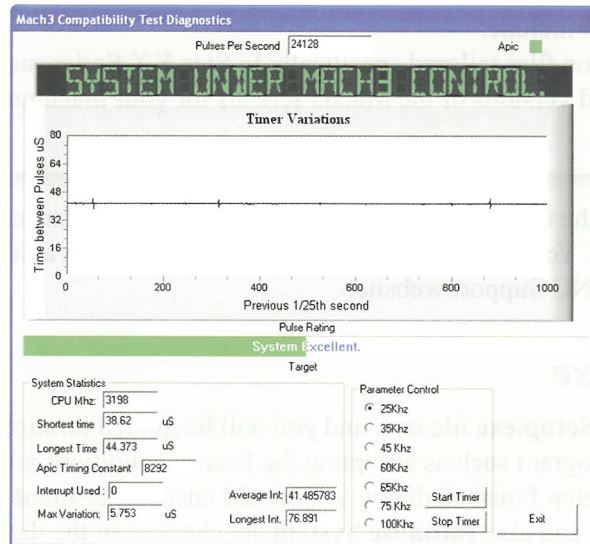 Mach3 Compatibility Test Diagnostics
Pulses Per Second 24128 Apic
SYSTEM UNDER MACH3 CONTROL.
Timer Variations
Time between Pulses uS
80
64
48
32
16
0
0 200 400 600 800 1000
Previous 1/25th second
Pulse Rating
System Excellent.
Target
System Statistics
CPU Mhz: 3198
Shortest time 38.62 uS
Longest Time 44.373 uS
Apic Timing Constant 8292
Interrupt Used : 0
Max Variation: 5.753 uS
Average Int: 41.485783
Longest Int. 76.891
Parameter Control
25Khz
35Khz
45 Khz
60Khz
65Khz
75 Khz
100Khz
Start Timer
Stop Timer
Exit